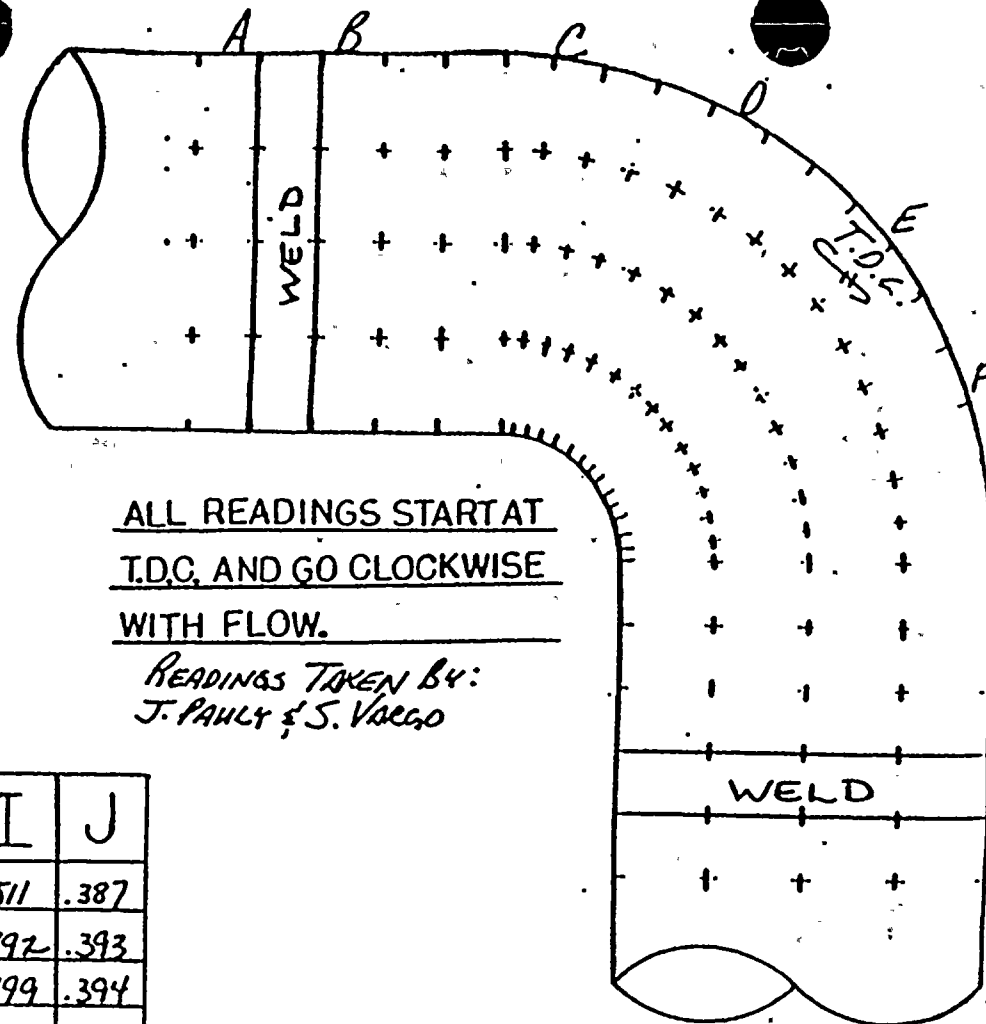 A B C
D
E
T.D.C.
WELD
ALL READINGS START AT
T.D.C. AND GO CLOCKWISE
WITH FLOW.
READINGS TAKEN BY:
J. PAULY & S. VARGO
WELD
I J
.387
.393
.394